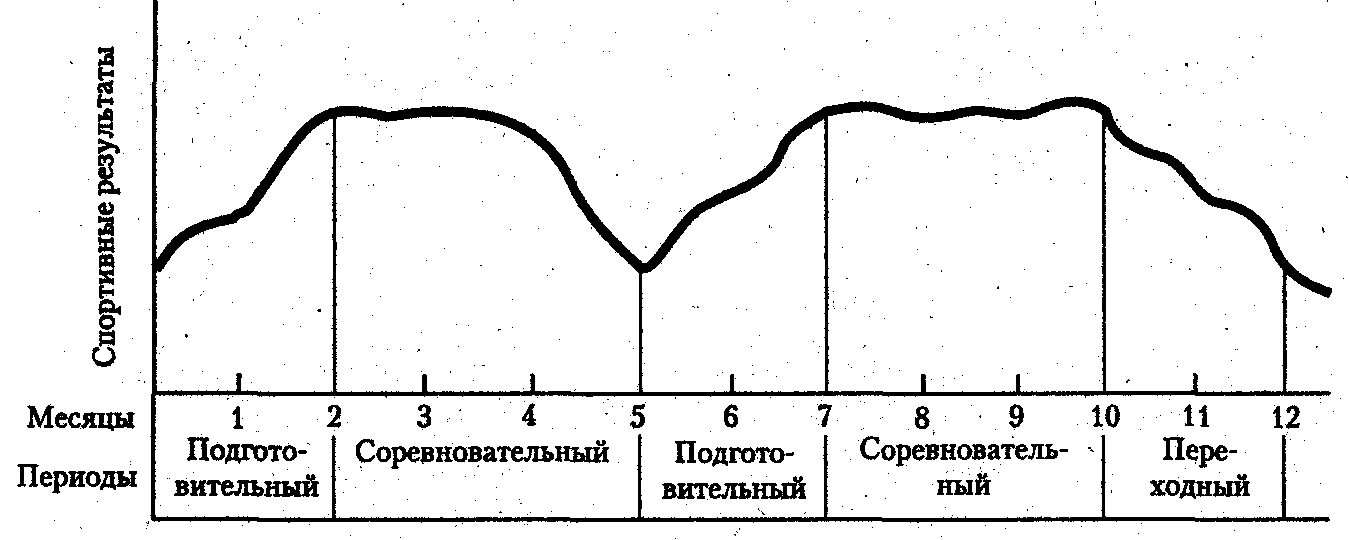 Спортивные результаты
Месяцы 1 2 3 4 5 6 7 8 9 10 11 12
Периоды
Подгото-
вительный
Соревновательный
Подгото-
вительный
Соревнователь-
ный
Пере-
ходный